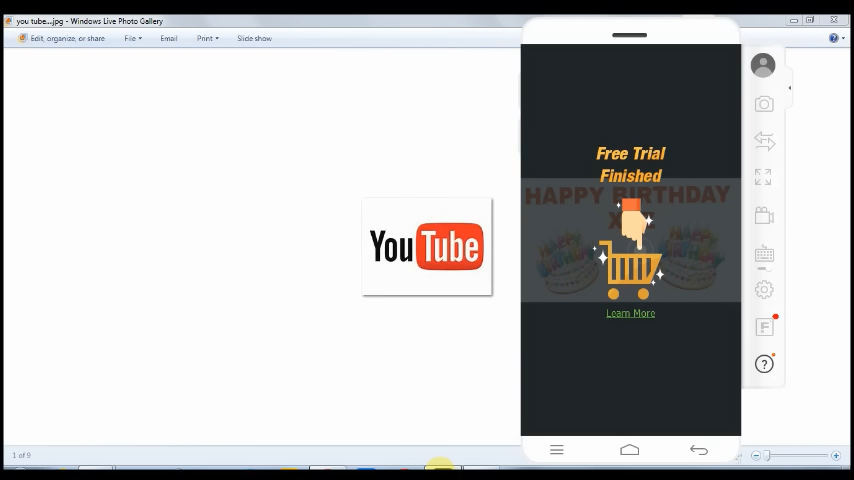 you tube...jpg - Windows Live Photo Gallery
Edit, organize, or share
File
Email
Print
Slide show
?
YouTube
Free Trial
Finished
HAPPY BIRTHDAY
Learn More
F
?
1 of 9